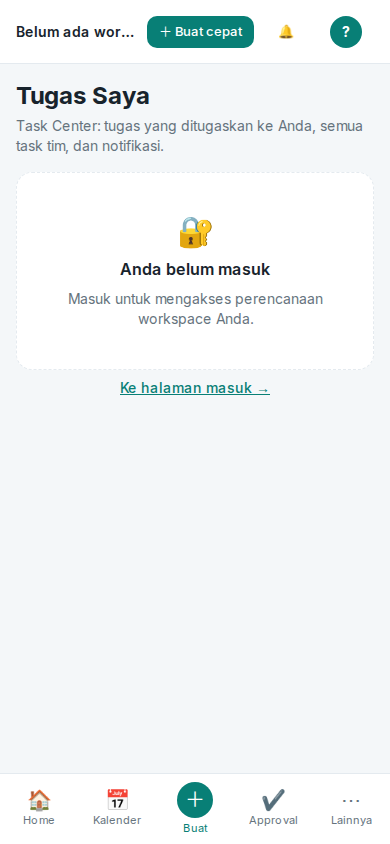 Belum ada wor...
+ Buat cepat
?
Tugas Saya
Task Center: tugas yang ditugaskan ke Anda, semua
task tim, dan notifikasi.
Anda belum masuk
Masuk untuk mengakses perencanaan
workspace Anda.
Ke halaman masuk →
Home
Kalender
Buat
Approval
Lainnya